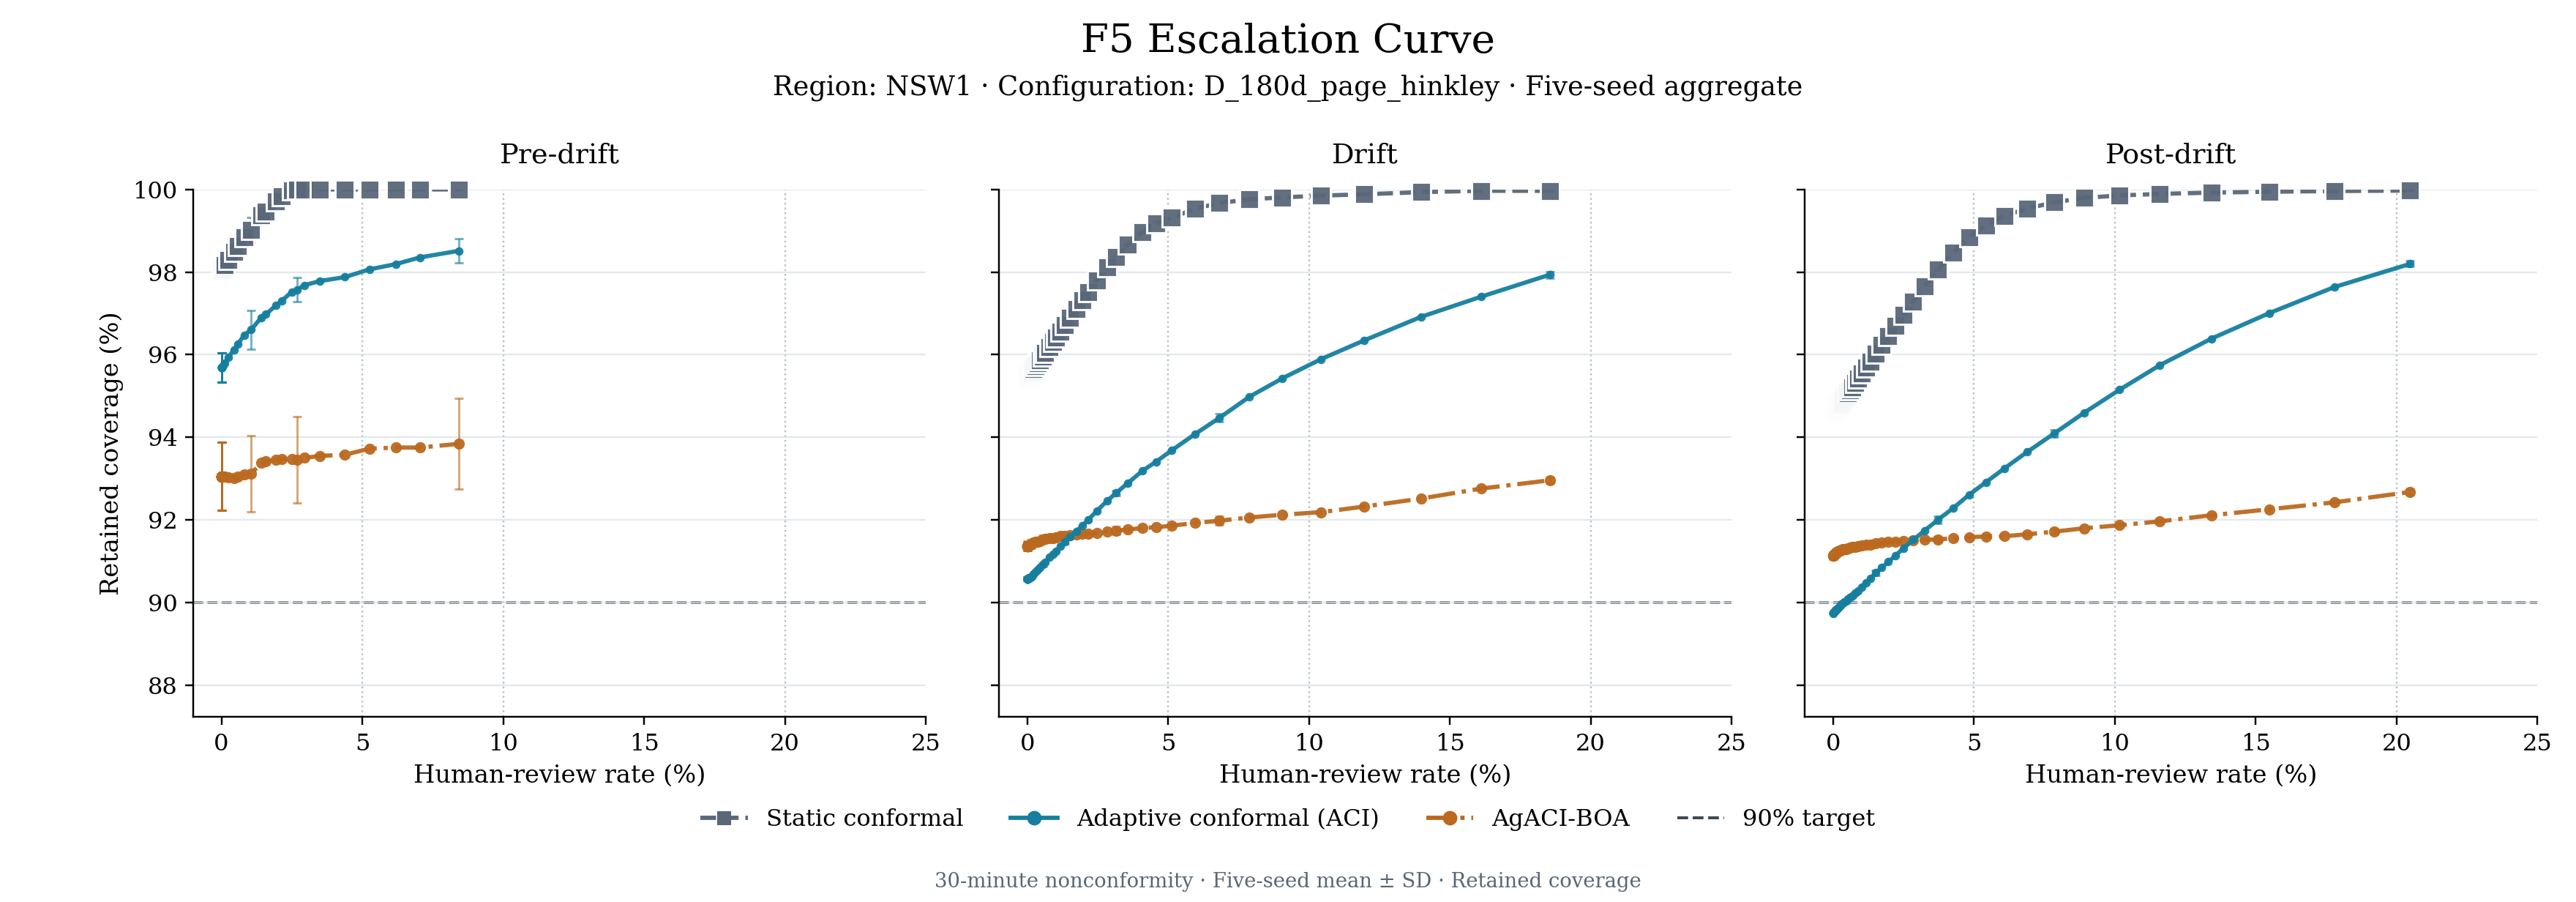 F5 Escalation Curve
Region: NSW1 · Configuration: D_180d_page_hinkley · Five-seed aggregate
Pre-drift
Drift
Post-drift
Retained coverage (%)
100
98
96
94
92
90
88
0 5 10 15 20 25
0 5 10 15 20 25
0 5 10 15 20 25
Human-review rate (%)
Human-review rate (%)
Human-review rate (%)
Static conformal
Adaptive conformal (ACI)
AgACI-BOA
90% target
30-minute nonconformity · Five-seed mean ± SD · Retained coverage